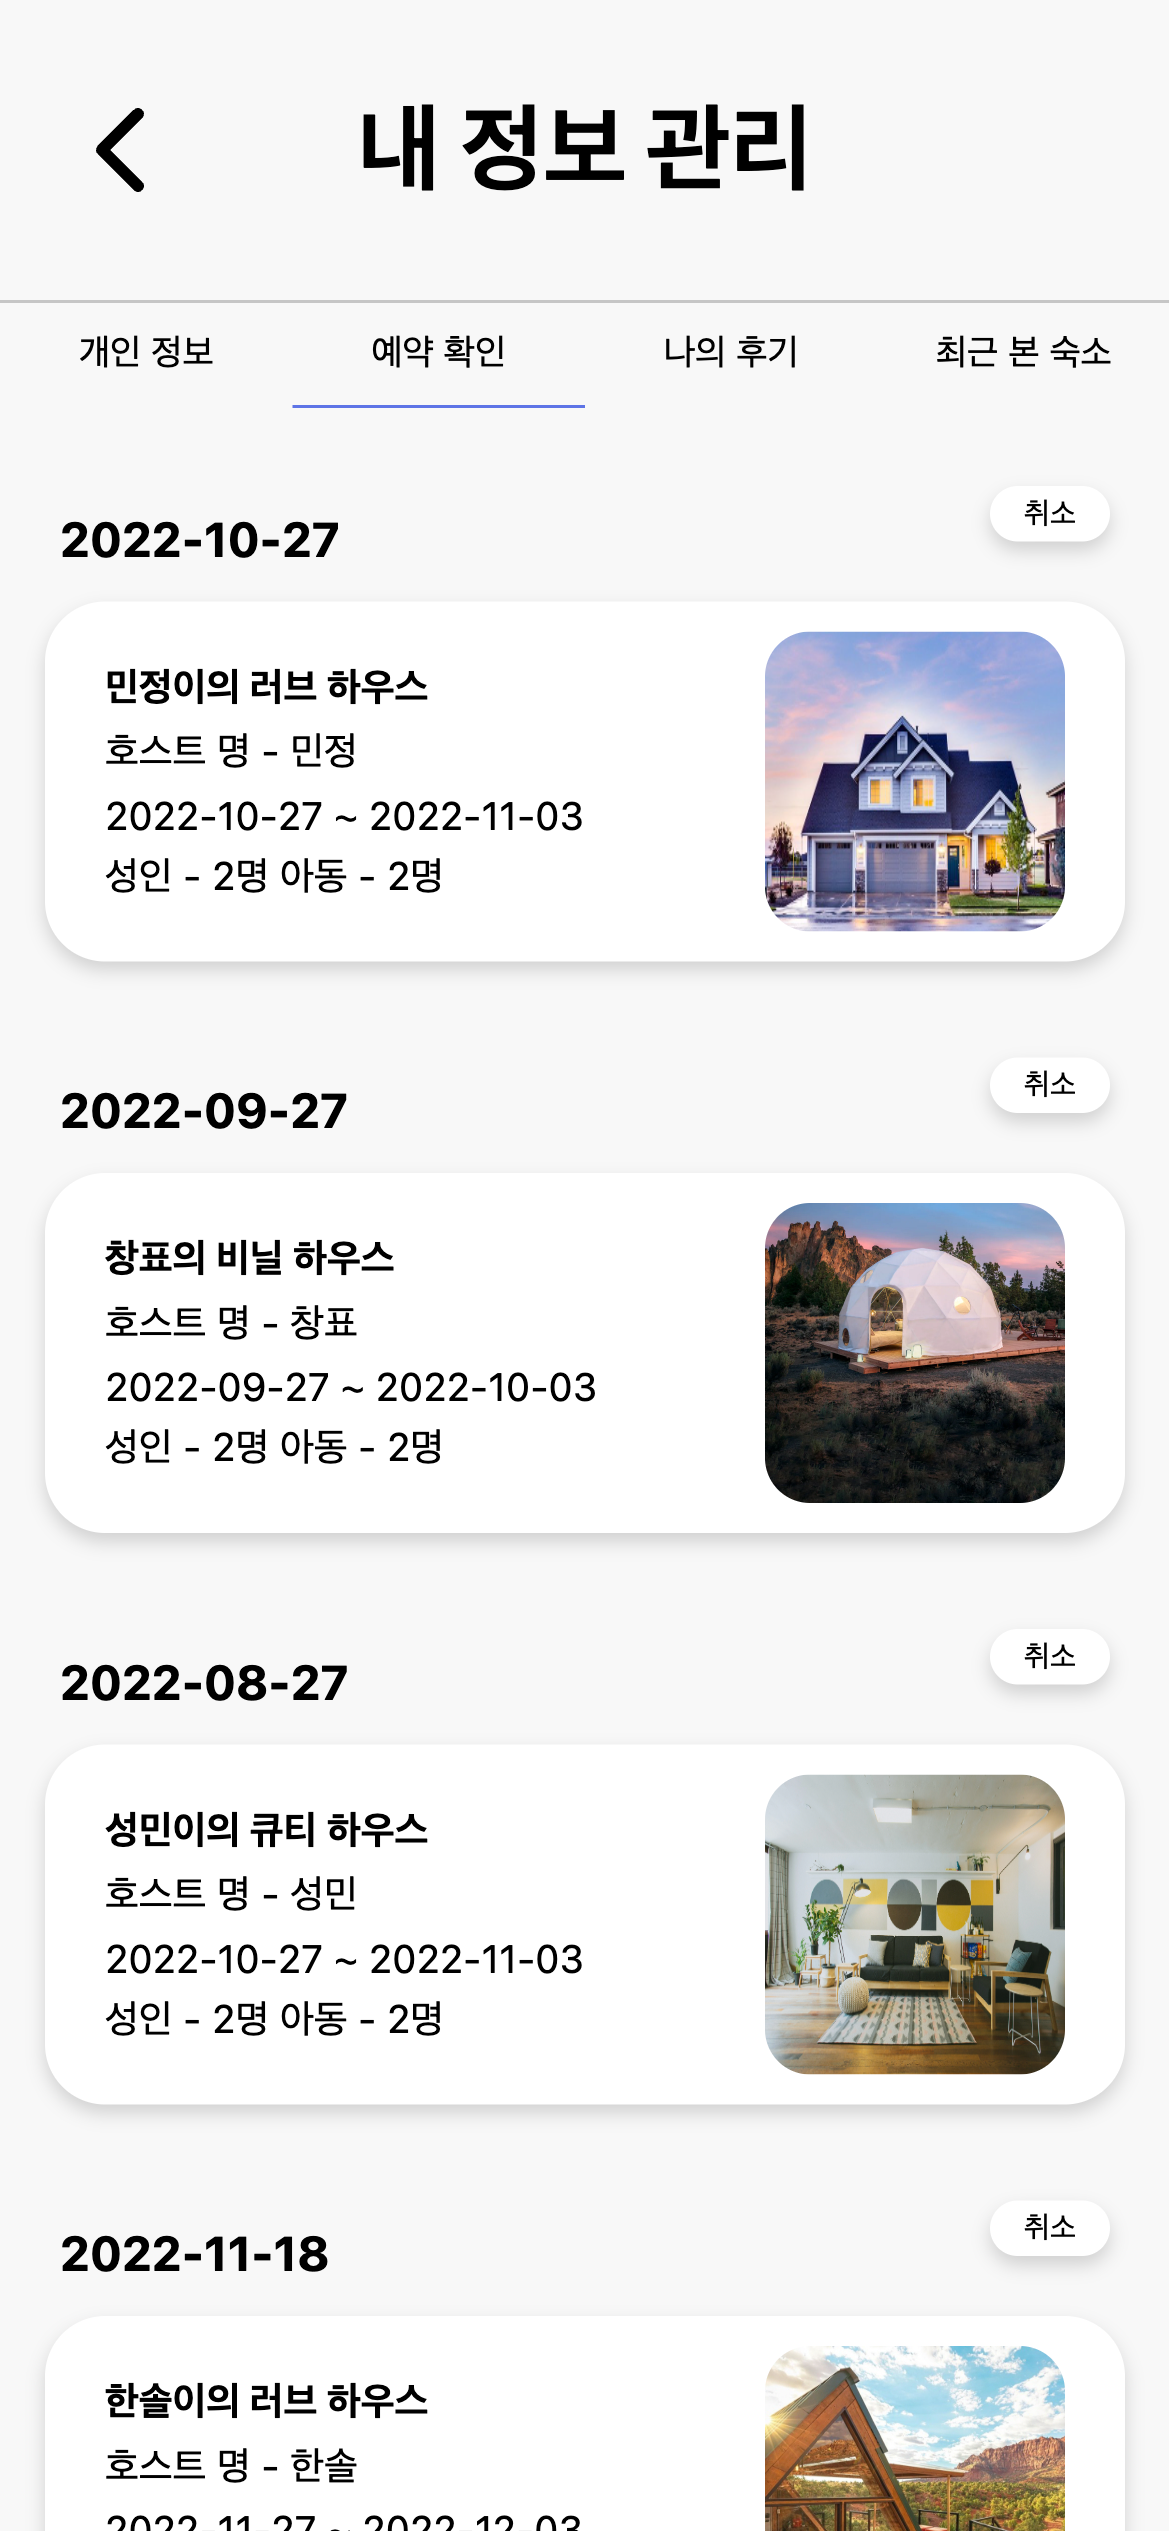 내 정보 관리
개인 정보 예약 확인 나의 후기 최근 본 숙소
취소
2022-10-27
민정이의 러브 하우스
호스트 명 - 민정
2022-10-27 ~ 2022-11-03
성인 - 2명 아동 - 2명
취소
2022-09-27
창표의 비닐 하우스
호스트 명 - 창표
2022-09-27 ~ 2022-10-03
성인 - 2명 아동 - 2명
취소
2022-08-27
성민이의 큐티 하우스
호스트 명 - 성민
2022-10-27 ~ 2022-11-03
성인 - 2명 아동 - 2명
취소
2022-11-18
한솔이의 러브 하우스
호스트 명 - 한솔
2022-11-27 ~ 2022-12-03